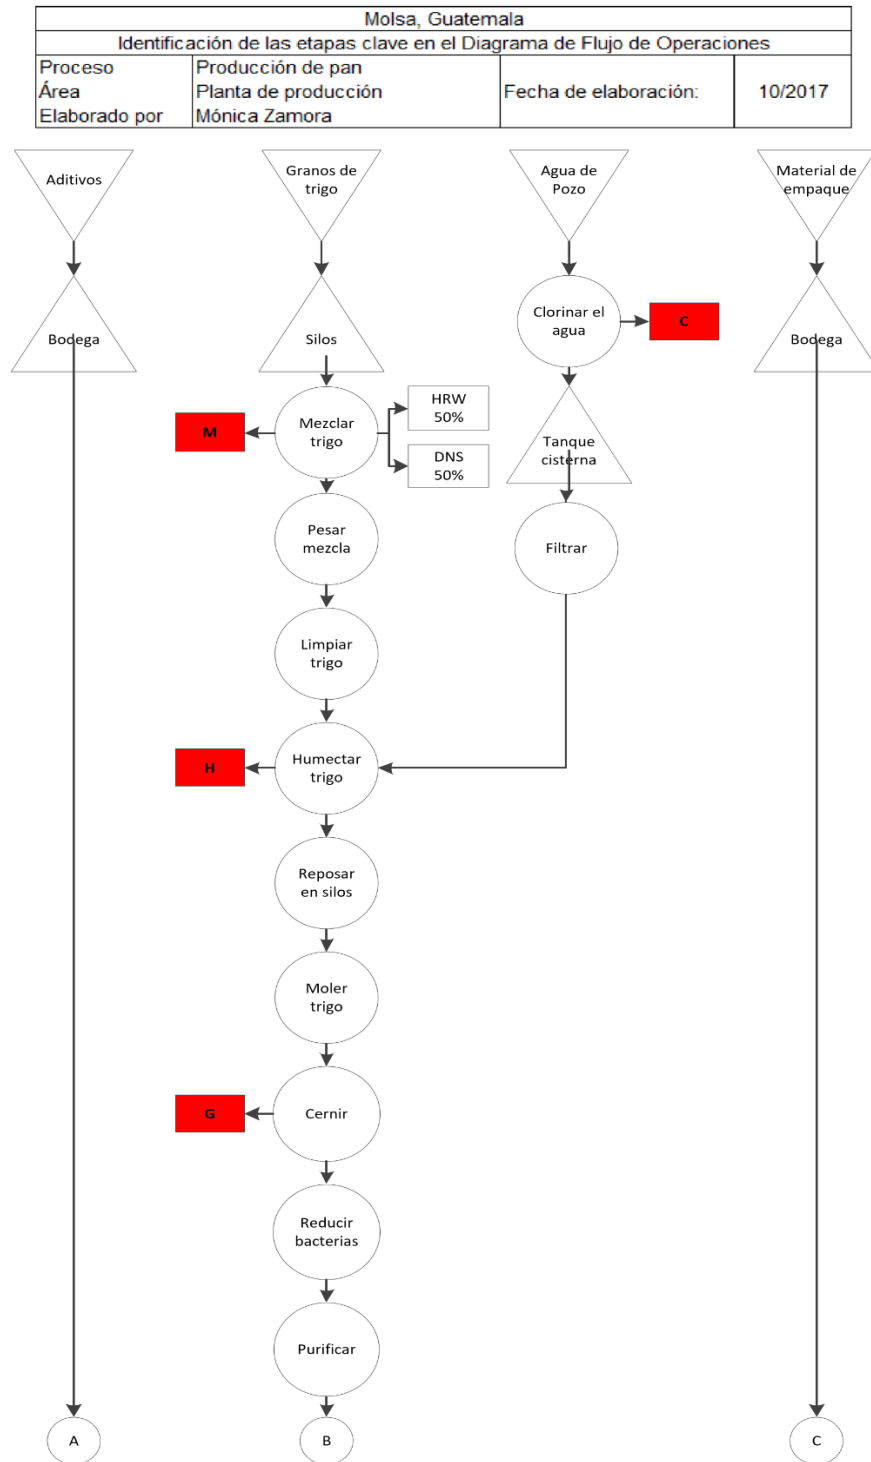 Molsa, Guatemala
Identificación de las etapas clave en el Diagrama de Flujo de Operaciones
Proceso Producción de pan
Área Planta de producción Fecha de elaboración: 10/2017
Elaborado por Mónica Zamora
Aditivos
Granos de
trigo
Agua de
Pozo
Material de
empaque
Bodega
Silos
Clorinar el
agua
C
Bodega
M
Mezclar
trigo
HRW
50%
DNS
50%
Tanque
cisterna
Pesar
mezcla
Filtrar
Limpiar
trigo
H
Humectar
trigo
Reposar
en silos
Moler
trigo
G
Cernir
Reducir
bacterias
Purificar
A
B
C